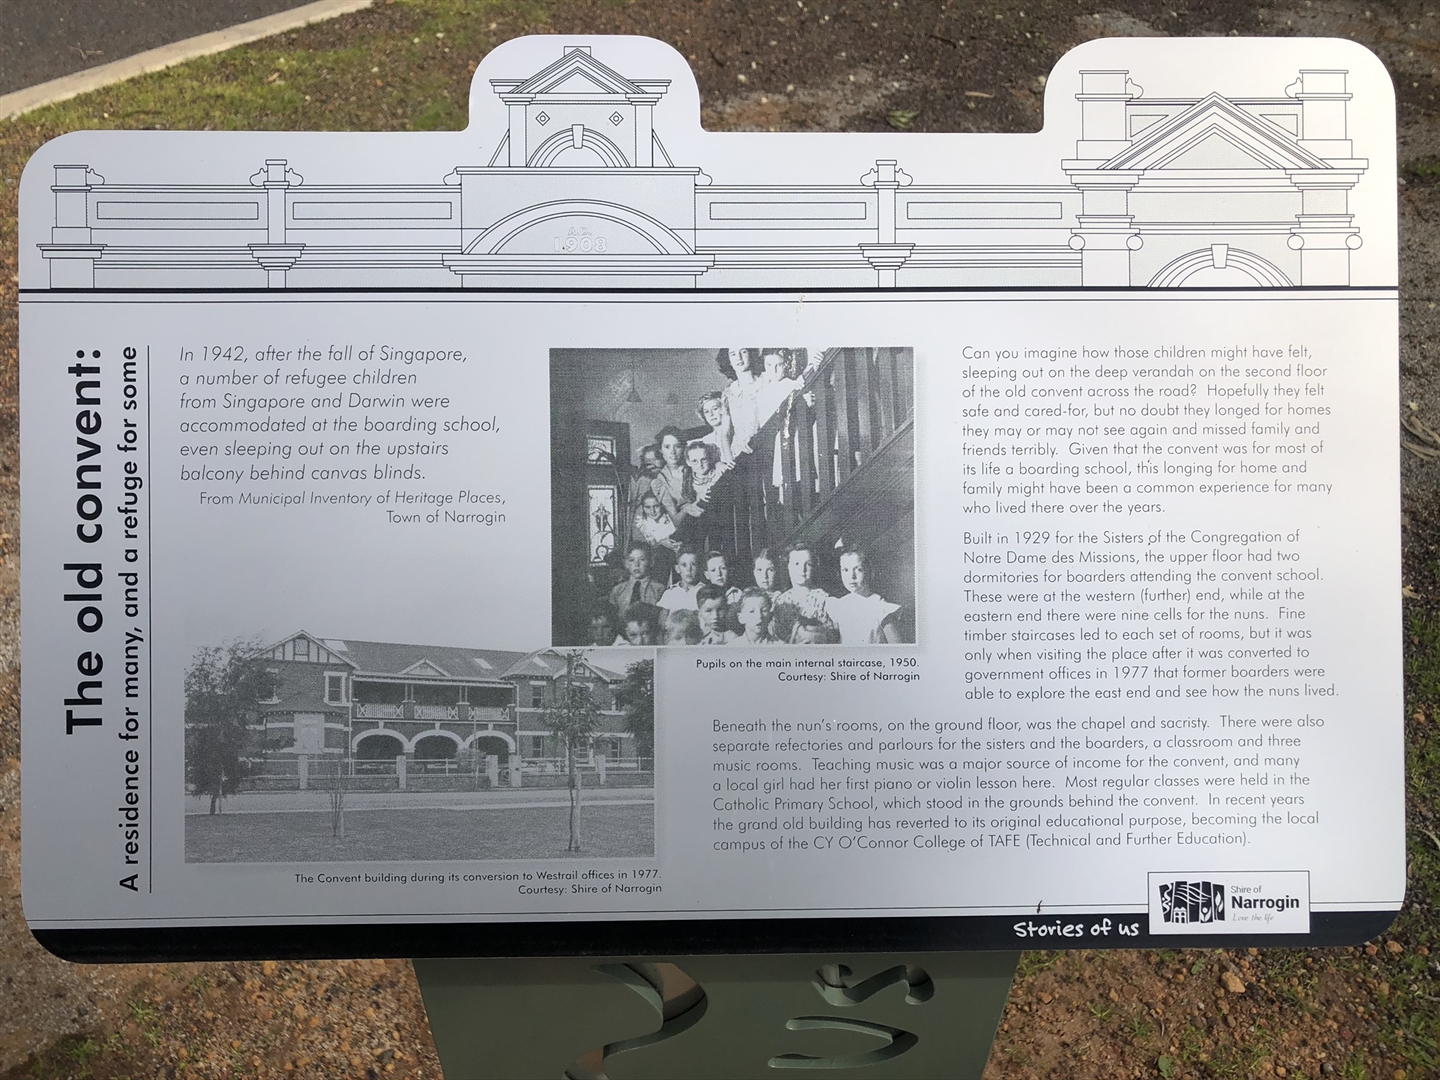 A.D.
1908
The old convent:
A residence for many, and a refuge for some
In 1942, after the fall of Singapore,
a number of refugee children
from Singapore and Darwin were
accommodated at the boarding school,
even sleeping out on the upstairs
balcony behind canvas blinds.
From Municipal Inventory of Heritage Places,
Town of Narrogin
Pupils on the main internal staircase, 1950.
Courtesy: Shire of Narrogin
The Convent building during its conversion to Westrail offices in 1977.
Courtesy: Shire of Narrogin
Can you imagine how those children might have felt,
sleeping out on the deep verandah on the second floor
of the old convent across the road? Hopefully they felt
safe and cared-for, but no doubt they longed for homes
they may or may not see again and missed family and
friends terribly. Given that the convent was for most of
its life a boarding school, this longing for home and
family might have been a common experience for many
who lived there over the years.
Built in 1929 for the Sisters of the Congregation of
Notre Dame des Missions, the upper floor had two
dormitories for boarders attending the convent school.
These were at the western (further) end, while at the
eastern end there were nine cells for the nuns. Fine
timber staircases led to each set of rooms, but it was
only when visiting the place after it was converted to
government offices in 1977 that former boarders were
able to explore the east end and see how the nuns lived.
Beneath the nun's rooms, on the ground floor, was the chapel and sacristy. There were also
separate refectories and parlours for the sisters and the boarders, a classroom and three
music rooms. Teaching music was a major source of income for the convent, and many
a local girl had her first piano or violin lesson here. Most regular classes were held in the
Catholic Primary School, which stood in the grounds behind the convent. In recent years
the grand old building has reverted to its original educational purpose, becoming the local
campus of the CY O'Connor College of TAFE (Technical and Further Education).
Stories of us
Shire of
Narrogin
Love the life